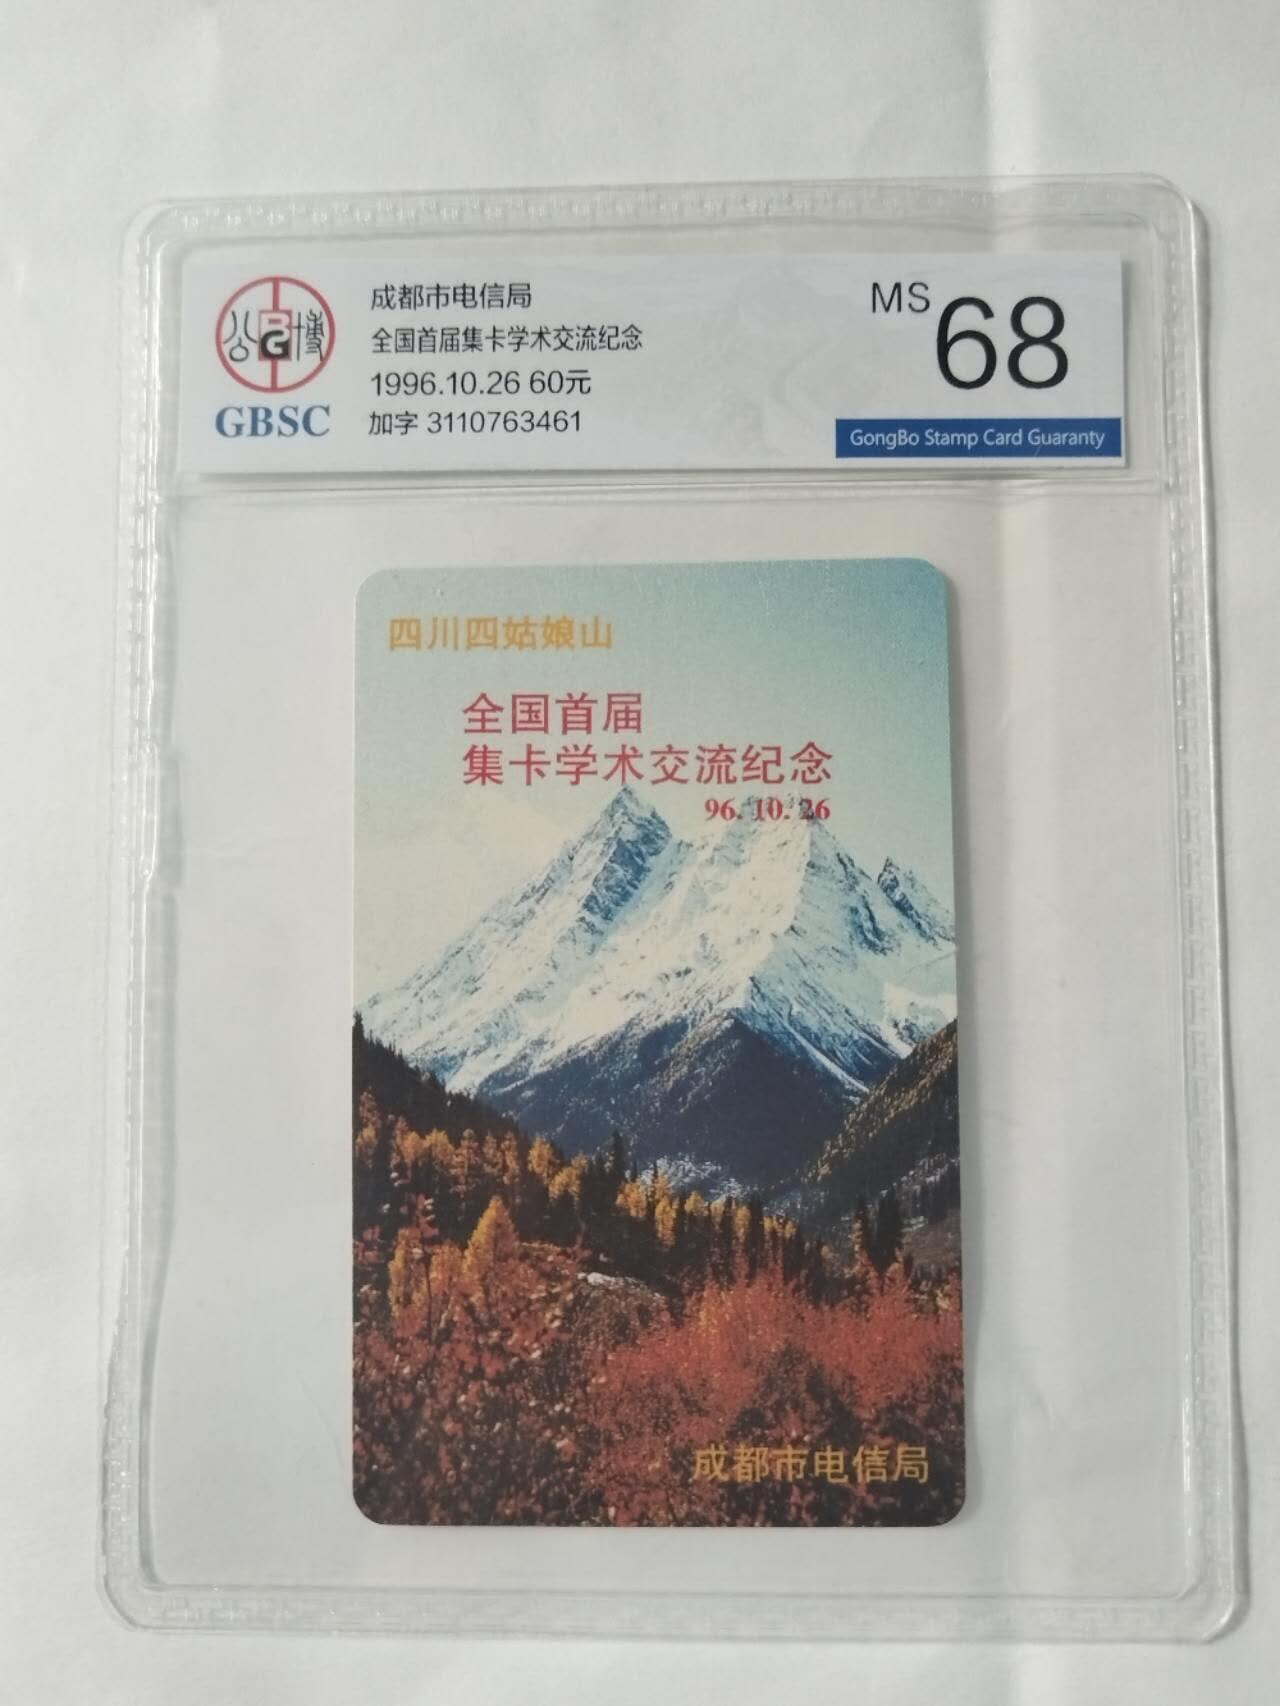 公博
BG
GBSC
成都市电信局
全国首届集卡学术交流纪念
1996.10.26 60元
加字 3110763461
MS 68
GongBo Stamp Card Guaranty
四川四姑娘山
全国首届
集卡学术交流纪念
96.10.26
成都市电信局